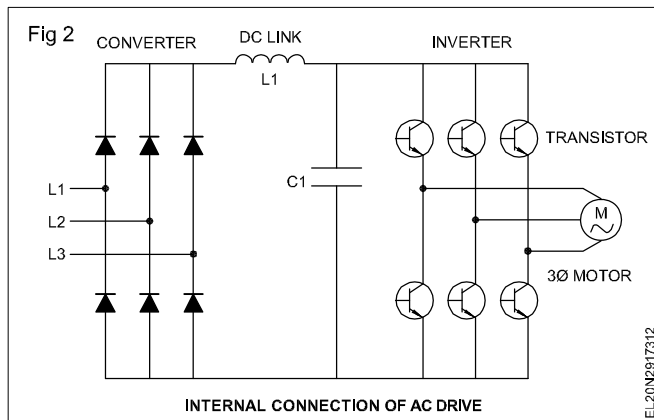 Fig 2
CONVERTER
DC LINK
INVERTER
L1
TRANSISTOR
C1
L1
L2
L3
M
3Ø MOTOR
INTERNAL CONNECTION OF AC DRIVE
EL20N2917312